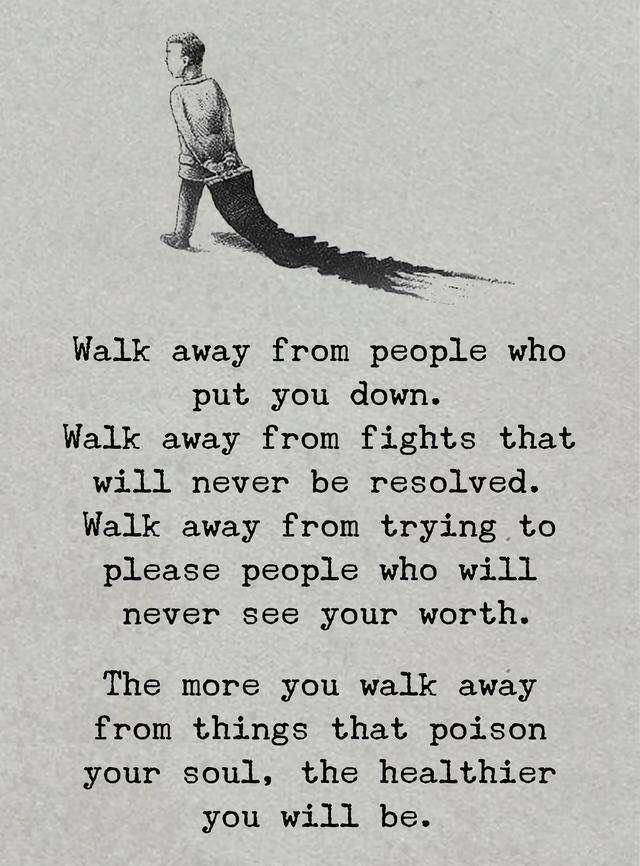 Walk away from people who
put you down.
Walk away from fights that
will never be resolved.
Walk away from trying to
please people who will
never see your worth.
The more you walk away
from things that poison
your soul, the healthier
you will be.